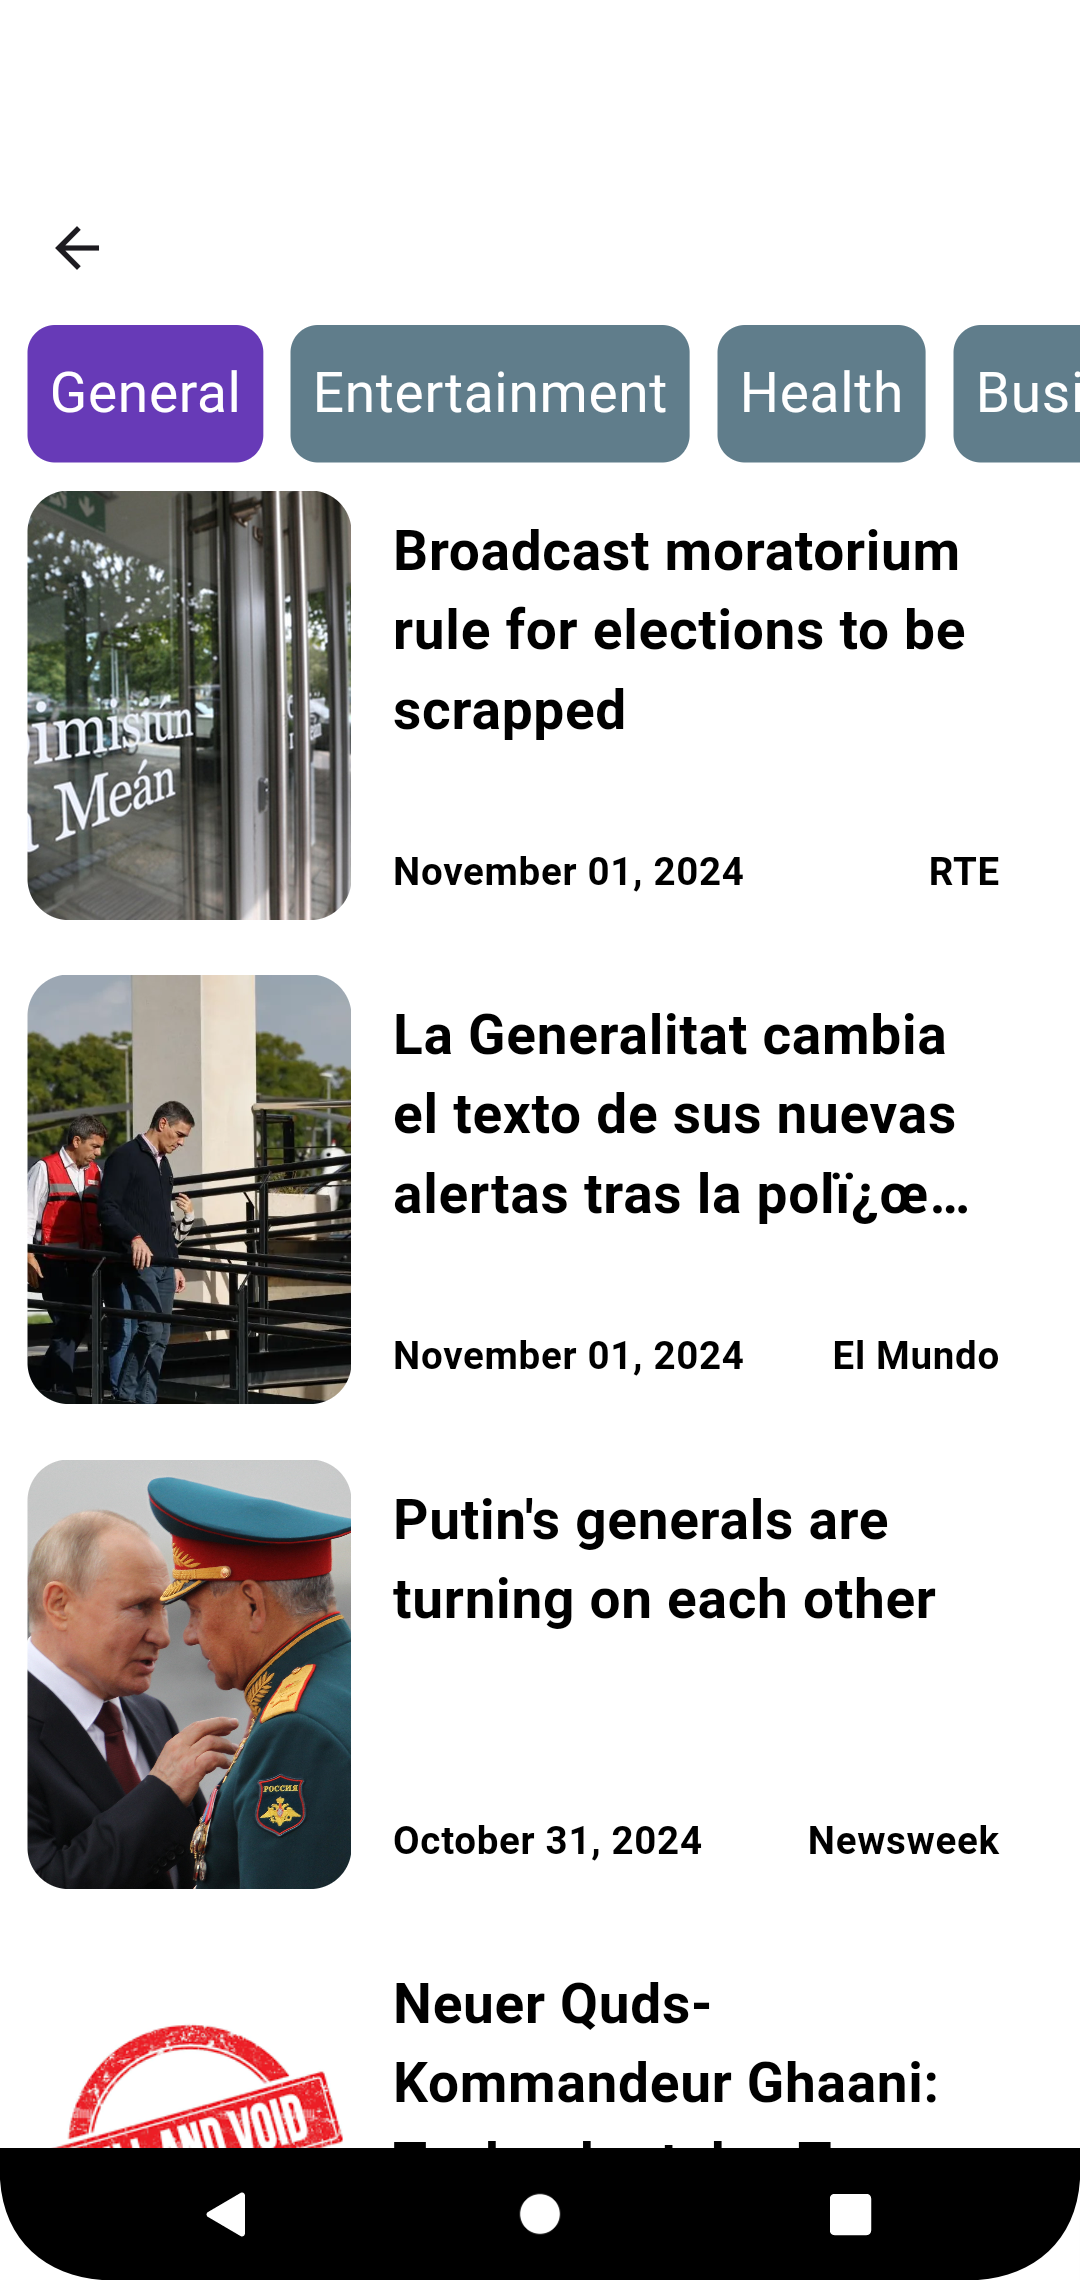 General
Entertainment
Health
Busi
Broadcast moratorium
rule for elections to be
scrapped
November 01, 2024
RTE
imisiún
Meán
La Generalitat cambia
el texto de sus nuevas
alertas tras la polï¿œ…
November 01, 2024
El Mundo
Putin's generals are
turning on each other
October 31, 2024
Newsweek
РОССИЯ
Neuer Quds-
Kommandeur Ghaani:
AND VOID